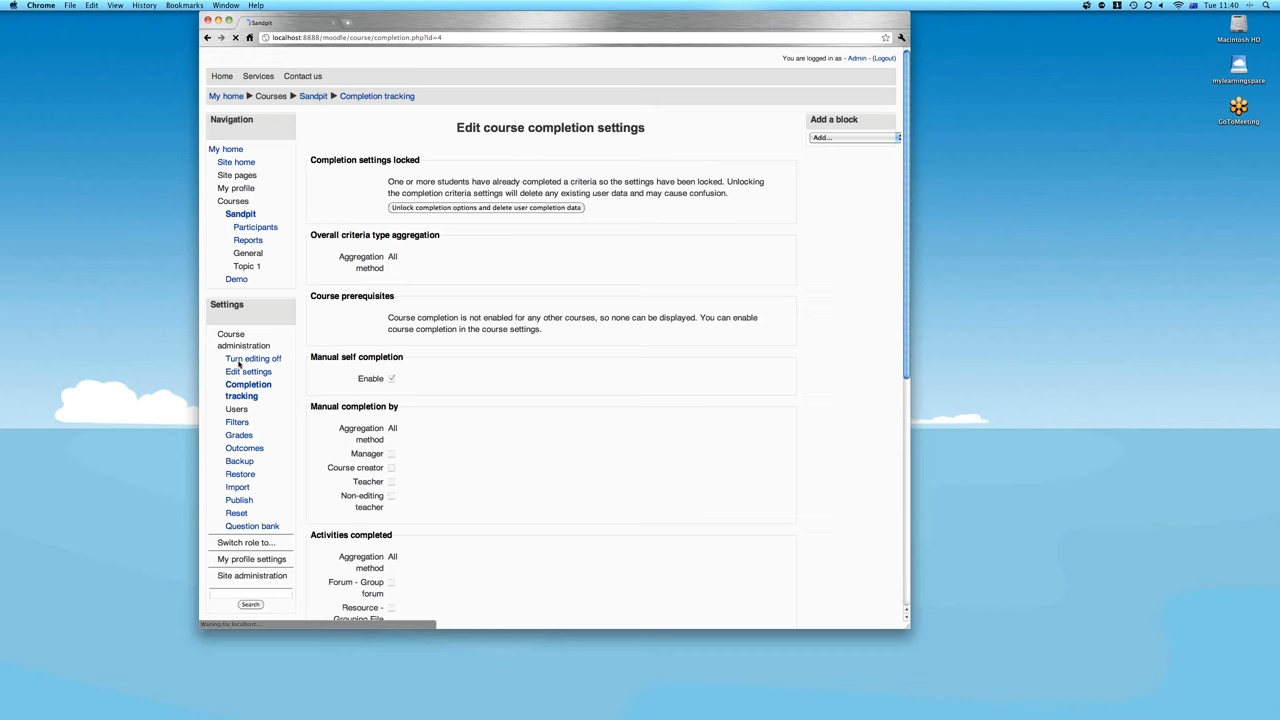 Chrome File Edit View History Bookmarks Window Help
Tue 11:40
Sandpit
localhost:8888/moodle/course/completion.php?id=4
Macintosh HD
mylearningspace
GoToMeeting
You are logged in as - Admin - (Logout)
Home Services Contact us
My home ► Courses ► Sandpit ► Completion tracking
Navigation
My home
Site home
Site pages
My profile
Courses
Sandpit
Participants
Reports
General
Topic 1
Demo
Settings
Course
administration
Turn editing off
Edit settings
Completion
tracking
Users
Filters
Grades
Outcomes
Backup
Restore
Import
Publish
Reset
Question bank
Switch role to...
My profile settings
Site administration
Search
Waiting for localhost...
Edit course completion settings
Completion settings locked
One or more students have already completed a criteria so the settings have been locked. Unlocking
the completion criteria settings will delete any existing user data and may cause confusion.
Unlock completion options and delete user completion data
Overall criteria type aggregation
Aggregation All
method
Course prerequisites
Course completion is not enabled for any other courses, so none can be displayed. You can enable
course completion in the course settings.
Manual self completion
Enable
Manual completion by
Aggregation All
method
Manager
Course creator
Teacher
Non-editing
teacher
Activities completed
Aggregation All
method
Forum - Group
forum
Resource -
Grouping File
Add a block
Add...